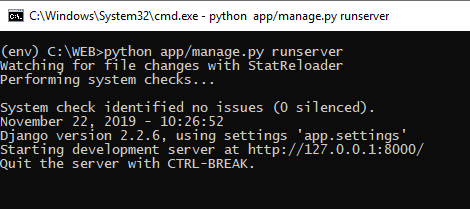 C:\Windows\System32\cmd.exe - python  app/manage.py runserver
(env) C:\WEB>python app/manage.py runserver
Watching for file changes with StatReloader
Performing system checks...
System check identified no issues (0 silenced).
November 22, 2019 - 10:26:52
Django version 2.2.6, using settings 'app.settings'
Starting development server at http://127.0.0.1:8000/
Quit the server with CTRL-BREAK.